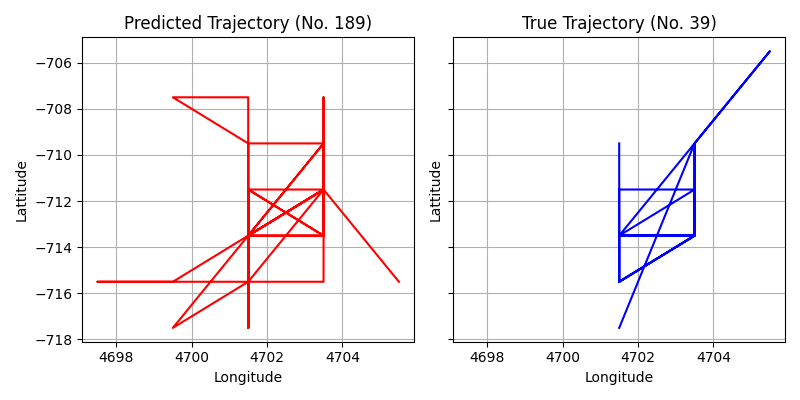 Predicted Trajectory (No. 189)
−706
−708
−710
−712
−714
−716
−718
Lattitude
4698 4700 4702 4704
Longitude
True Trajectory (No. 39)
Lattitude
4698 4700 4702 4704
Longitude